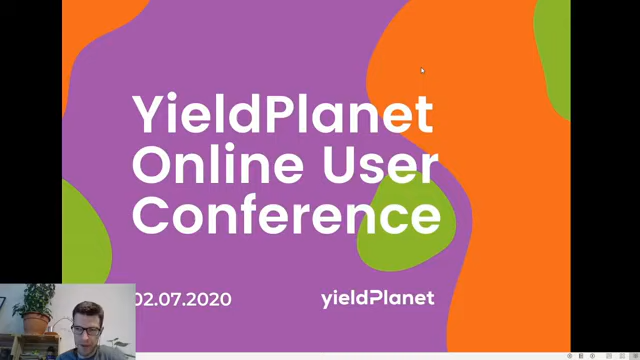 YieldPlanet
Online User
Conference
02.07.2020
yieldPlanet